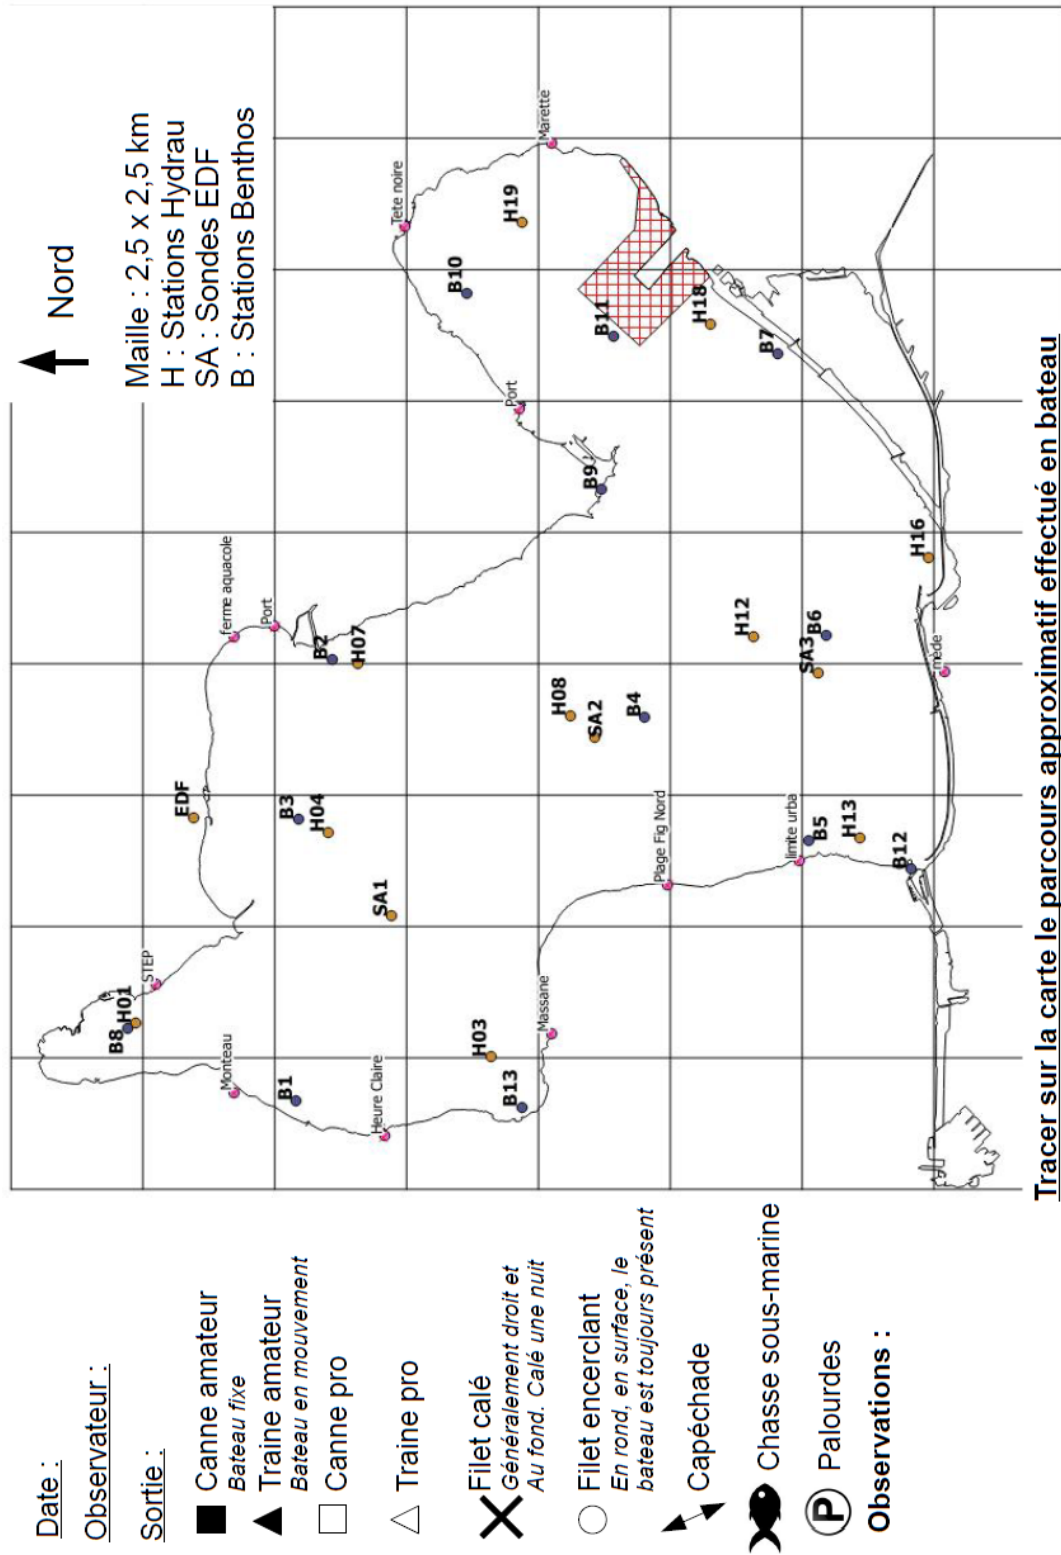 Date :
Observateur :
Sortie :
Canne amateur
Bateau fixe
Traine amateur
Bateau en mouvement
Canne pro
Traine pro
Filet calé
Généralement droit et
Au fond. Calé une nuit
Filet encerclant
En rond, en surface, le
bateau est toujours présent
Capéchade
Chasse sous-marine
P
Palourdes
Observations :
Nord
Maille : 2,5 x 2,5 km
H : Stations Hydrau
SA : Sondes EDF
B : Stations Benthos
B8
H01
STEP
EDF
ferme aquacole
Monteau
Port
B1
B3
H04
B2
H07
Tete noire
Heure Claire
SA1
B10
H03
H19
Port
B13
Massane
Marette
H08
SA2
B9
B11
B4
Plage Fig Nord
H18
H12
B7
limite urba
B5
SA3
B6
H13
B12
H16
mède
Tracer sur la carte le parcours approximatif effectué en bateau